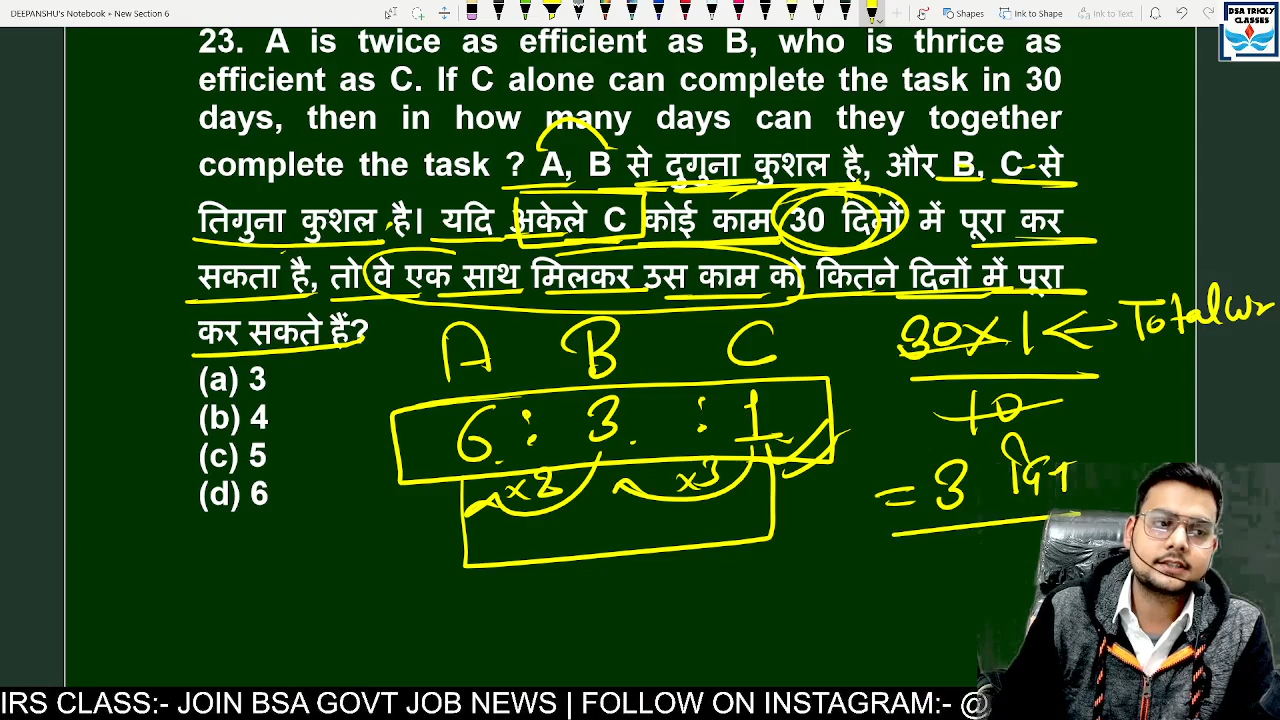 DEEPANSHU's Notebook ▸ New Section 6
Shapes Ink to Shape Ink to Text
DSA TRICKY
CLASSES
23. A is twice as efficient as B, who is thrice as
efficient as C. If C alone can complete the task in 30
days, then in how many days can they together
complete the task ? A, B से दुगुना कुशल है, और B, C से
तिगुना कुशल है। यदि अकेले C कोई काम 30 दिनों में पूरा कर
सकता है, तो वे एक साथ मिलकर उस काम को कितने दिनों में पूरा
कर सकते हैं?
(a) 3
(b) 4
(c) 5
(d) 6
A B C
6 : 3 : 1
×2 ×3
30×1 ← Total wr
10
= 3 दिन
IRS CLASS:- JOIN BSA GOVT JOB NEWS | FOLLOW ON INSTAGRAM:- @